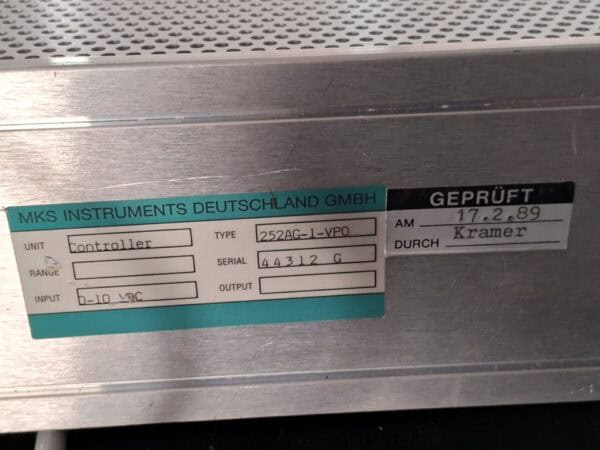 MKS INSTRUMENTS DEUTSCHLAND GMBH
UNIT Controller TYPE 252AG-1-VPO
RANGE SERIAL 44312 G
INPUT 0-10 VDC OUTPUT
GEPRÜFT
AM 17.2.89
DURCH Kramer